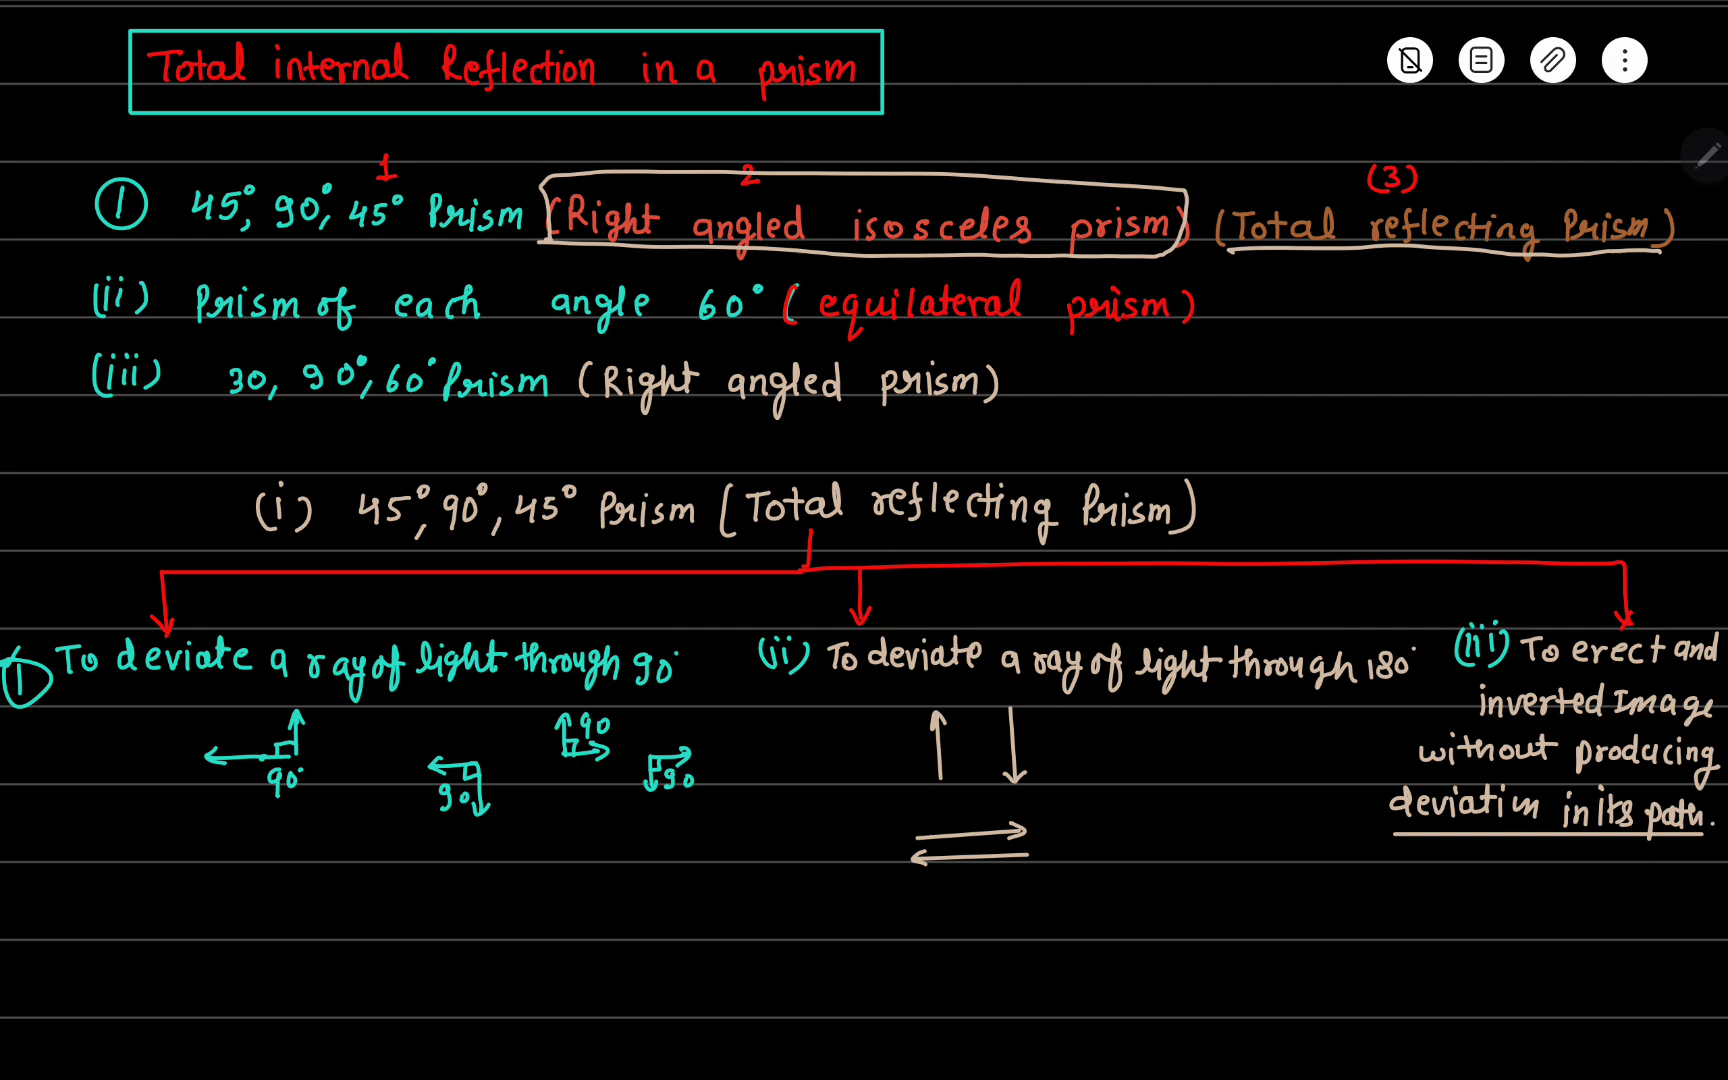 Total internal Reflection in a prism
1 2 (3)
① 45°, 90°, 45° Prism (Right angled isosceles prism) (Total reflecting Prism)
(ii) Prism of each angle 60° (equilateral prism)
(iii) 30, 90°, 60° Prism (Right angled prism)
(i) 45°, 90°, 45° Prism [Total reflecting Prism)
① To deviate a ray of light through 90° (ii) To deviate a ray of light through 180° (iii) To erect and
inverted Image
without producing
deviatin in its path.
90° 90 90 90